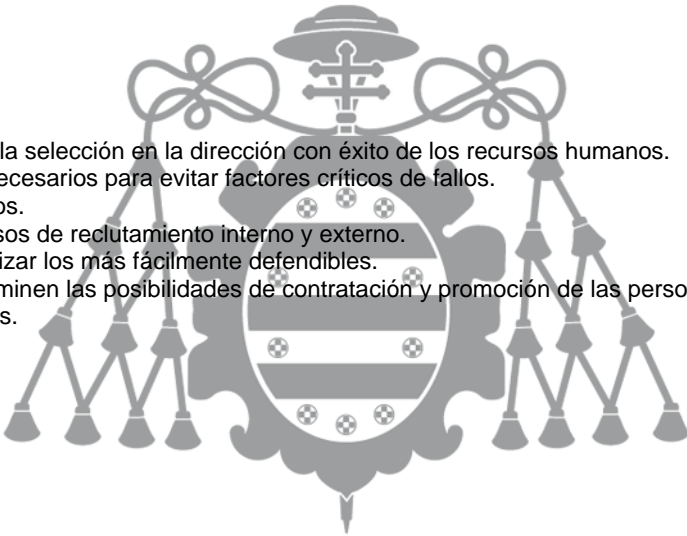 la selección en la dirección con éxito de los recursos humanos.
ecesarios para evitar factores críticos de fallos.
os.
sos de reclutamiento interno y externo.
izar los más fácilmente defendibles.
minen las posibilidades de contratación y promoción de las perso
s.